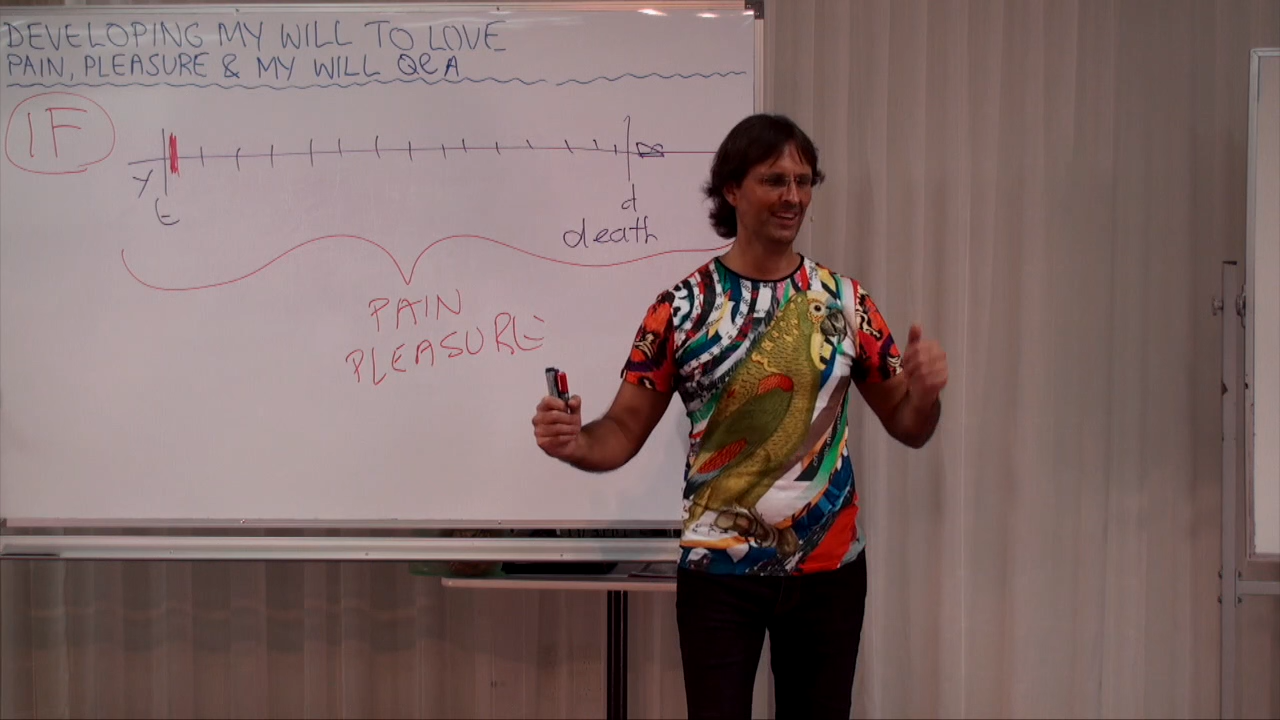 DEVELOPING MY WILL TO LOVE
PAIN, PLEASURE & MY WILL Q&A
IF
y
t
d
death
PAIN
PLEASURE